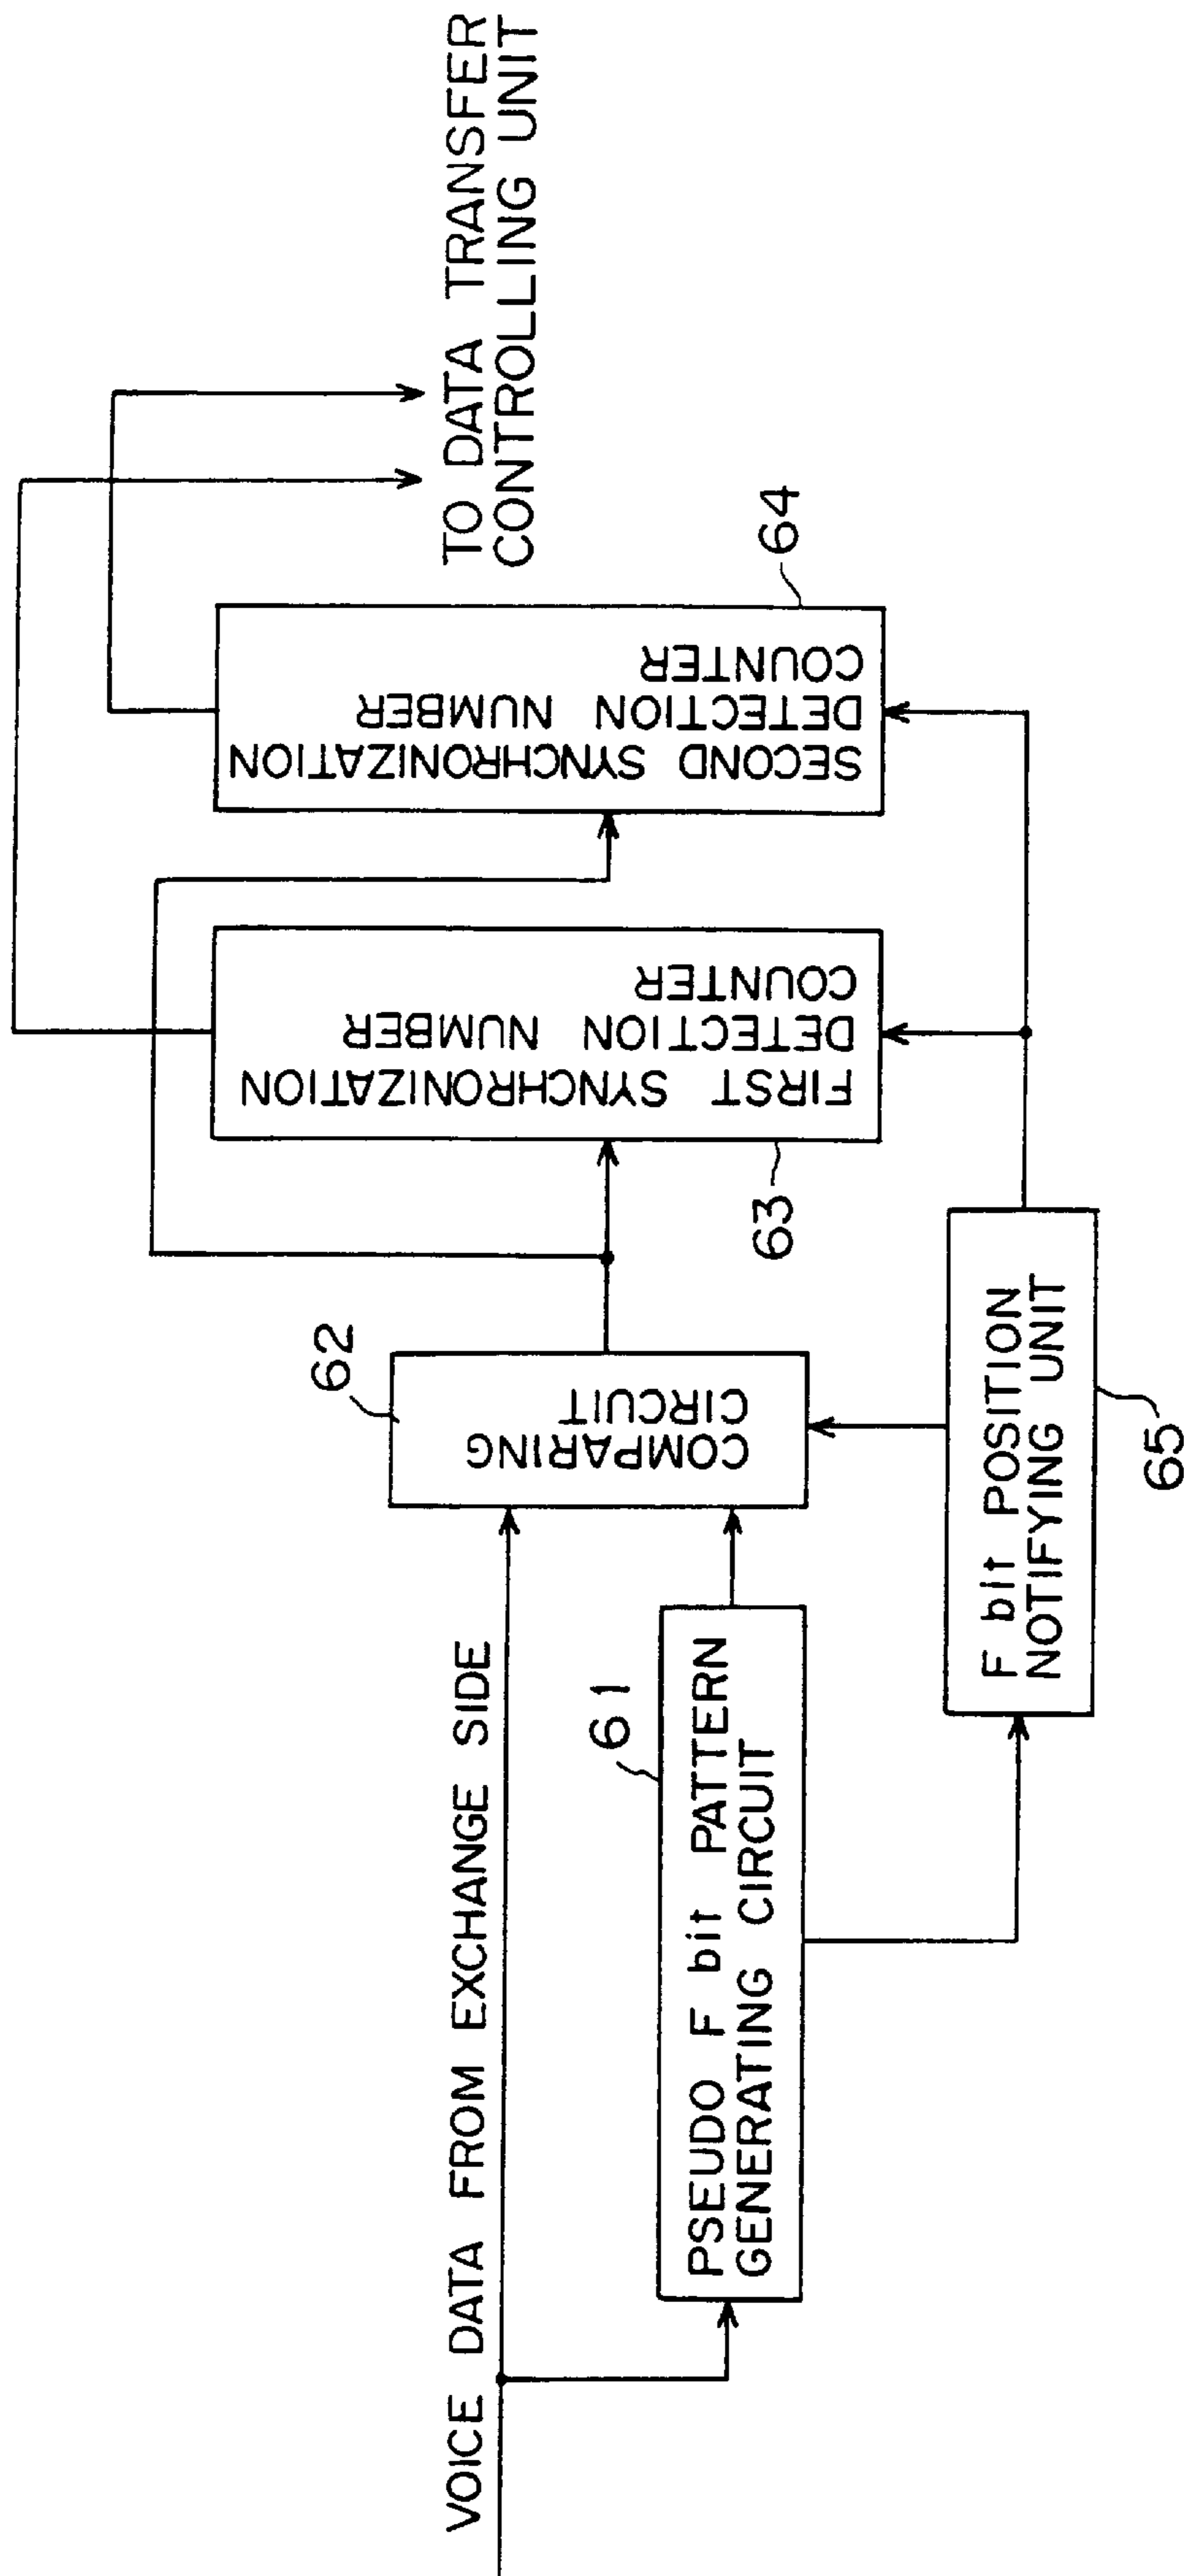 VOICE DATA FROM EXCHANGE SIDE
61
PSEUDO F bit PATTERN
GENERATING CIRCUIT
62
COMPARING
CIRCUIT
F bit POSITION
NOTIFYING UNIT
65
63
FIRST SYNCHRONIZATION
DETECTION NUMBER
COUNTER
SECOND SYNCHRONIZATION
DETECTION NUMBER
COUNTER
64
TO DATA TRANSFER
CONTROLLING UNIT